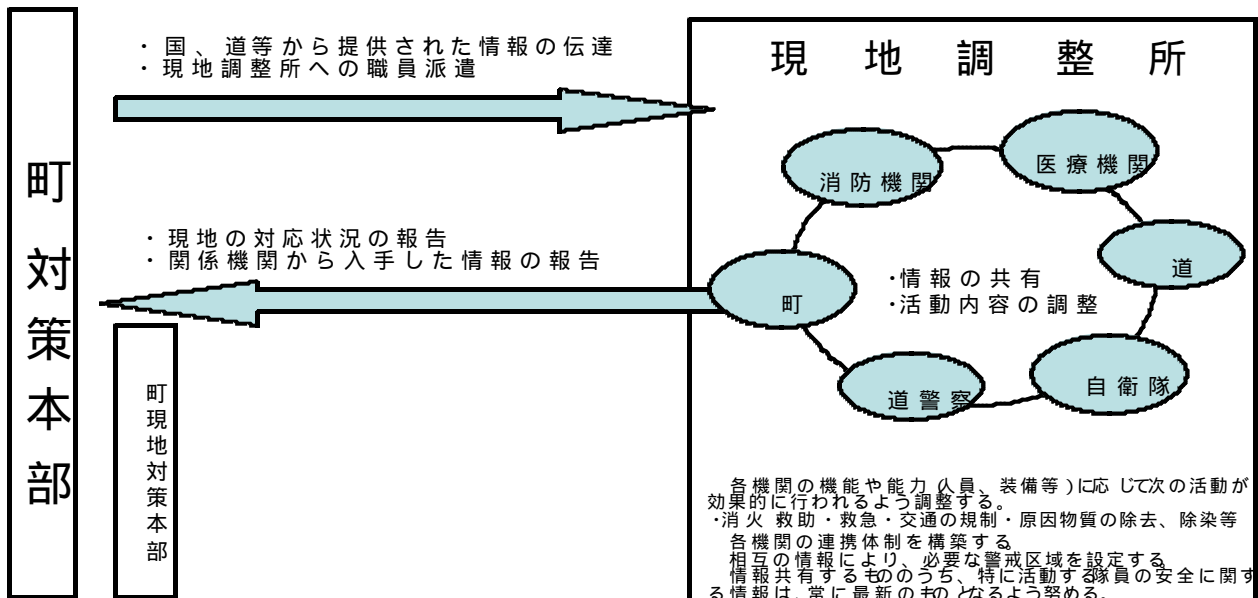 町対策本部
・国、道等から提供された情報の伝達
・現地調整所への職員派遣
・現地の対応状況の報告
・関係機関から入手した情報の報告
町現地対策本部
現地調整所
消防機関
医療機関
道
町
・情報の共有
・活動内容の調整
道警察
自衛隊
各機関の機能や能力(人員、装備等)に応じて次の活動が
効果的に行われるよう調整する。
・消火 救助・救急・交通の規制・原因物質の除去、除染等
各機関の連携体制を構築する
相互の情報により、必要な警戒区域を設定する
情報共有するもののうち、特に活動する隊員の安全に関す
る情報は、常に最新のものとなるよう努める。